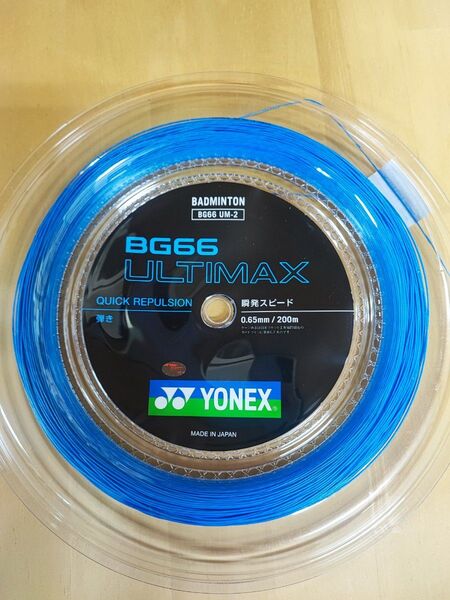 BADMINTON
BG66 UM-2
BG66
ULTIMAX
QUICK REPULSION
瞬発スピード
弾き
0.65mm / 200m
YONEX
MADE IN JAPAN